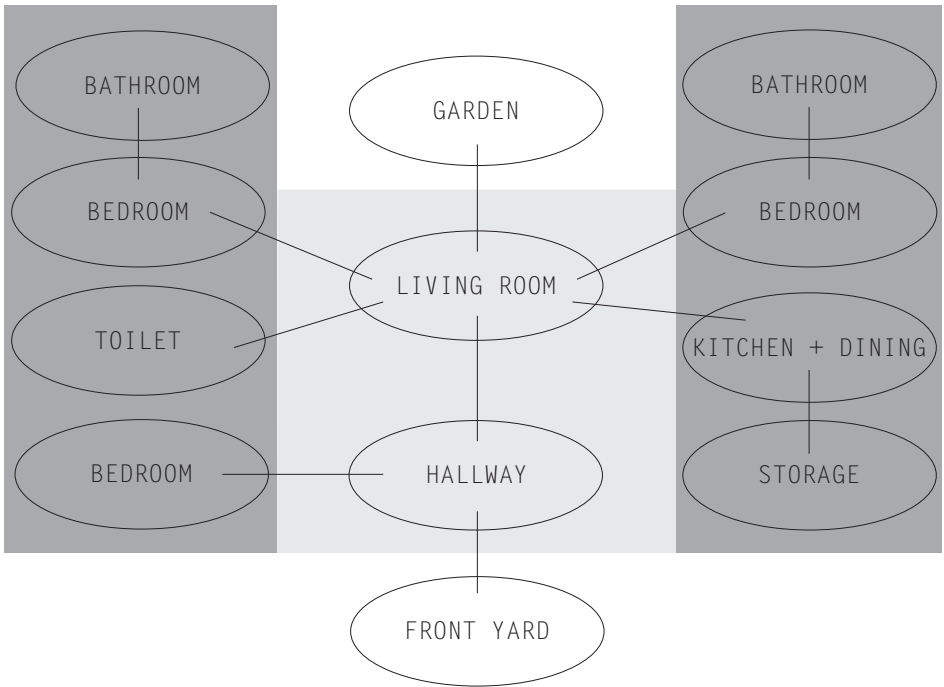 BATHROOM
GARDEN
BATHROOM
BEDROOM
BEDROOM
LIVING ROOM
TOILET
KITCHEN + DINING
BEDROOM
HALLWAY
STORAGE
FRONT YARD